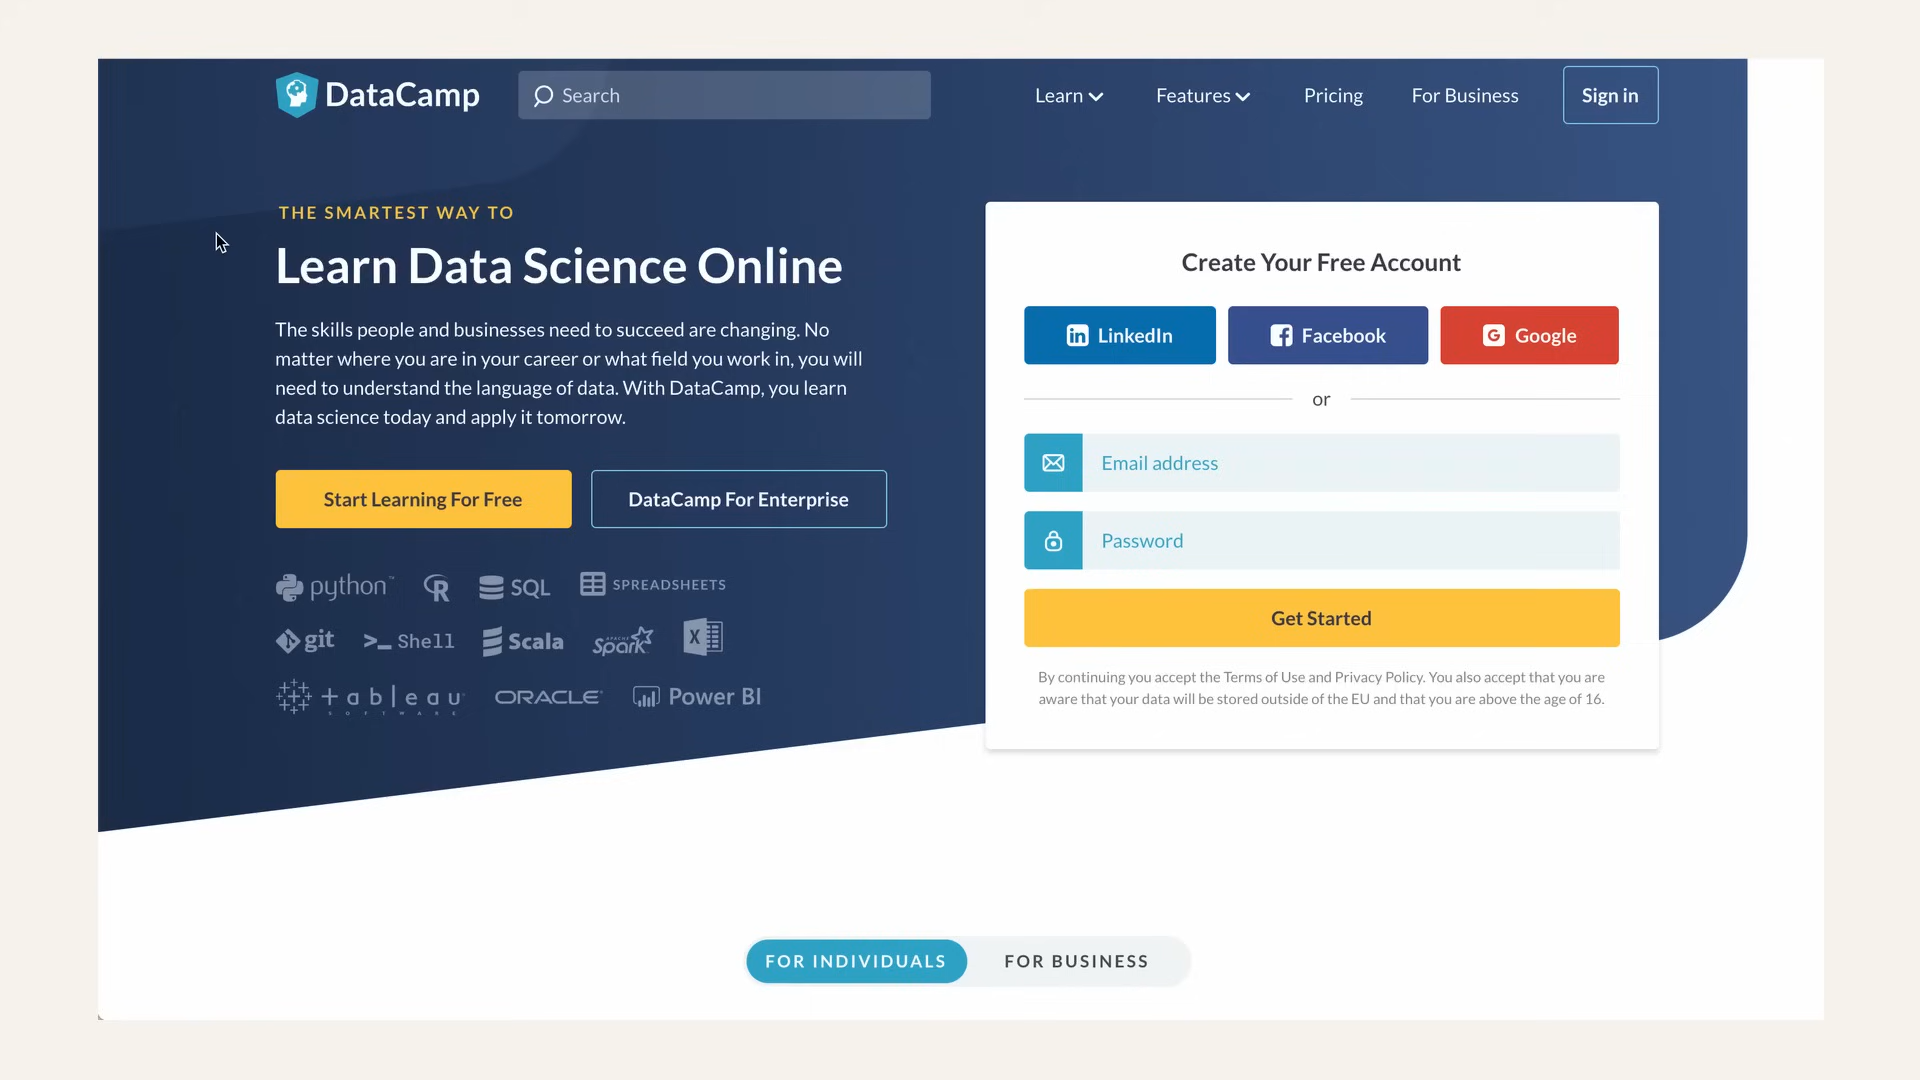 DataCamp
Search
Learn
Features
Pricing
For Business
Sign in
THE SMARTEST WAY TO
Learn Data Science Online
The skills people and businesses need to succeed are changing. No
matter where you are in your career or what field you work in, you will
need to understand the language of data. With DataCamp, you learn
data science today and apply it tomorrow.
Start Learning For Free
DataCamp For Enterprise
python™ R SQL SPREADSHEETS
git >_ Shell Scala APACHE Spark X
+ableau SOFTWARE ORACLE Power BI
Create Your Free Account
in LinkedIn
f Facebook
G Google
or
Email address
Password
Get Started
By continuing you accept the Terms of Use and Privacy Policy. You also accept that you are
aware that your data will be stored outside of the EU and that you are above the age of 16.
FOR INDIVIDUALS
FOR BUSINESS